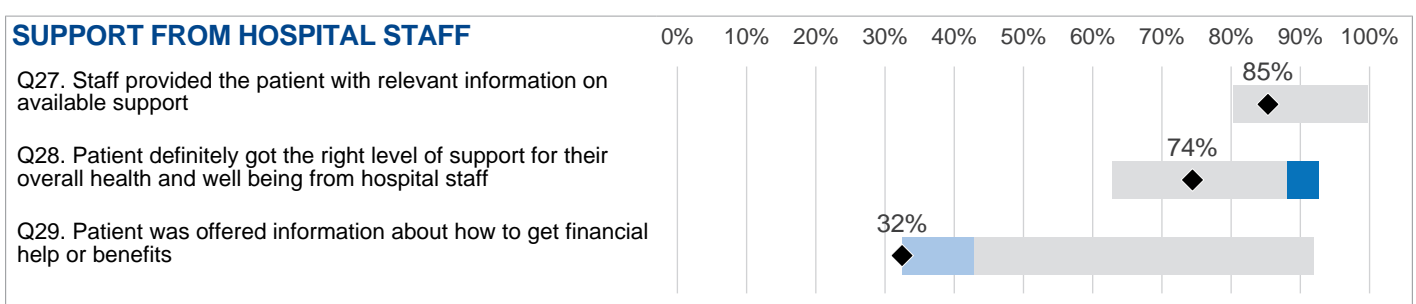 SUPPORT FROM HOSPITAL STAFF 0% 10% 20% 30% 40% 50% 60% 70% 80% 90% 100%
Q27. Staff provided the patient with relevant information on
available support
85%
Q28. Patient definitely got the right level of support for their
overall health and well being from hospital staff
74%
Q29. Patient was offered information about how to get financial
help or benefits
32%